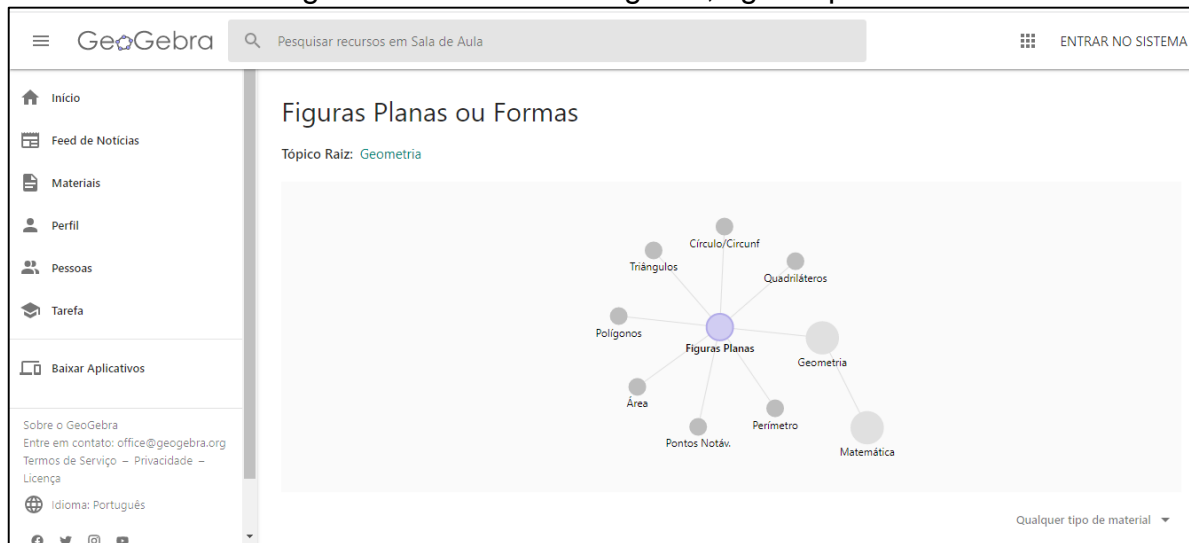 GeoGebra
Pesquisar recursos em Sala de Aula
ENTRAR NO SISTEMA
Início
Feed de Notícias
Materiais
Perfil
Pessoas
Tarefa
Baixar Aplicativos
Sobre o GeoGebra
Entre em contato: office@geogebra.org
Termos de Serviço – Privacidade –
Licença
Idioma: Português
Figuras Planas ou Formas
Tópico Raiz: Geometria
Círculo/Circunf
Triângulos
Quadriláteros
Polígonos
Figuras Planas
Geometria
Área
Perímetro
Pontos Notáv.
Matemática
Qualquer tipo de material